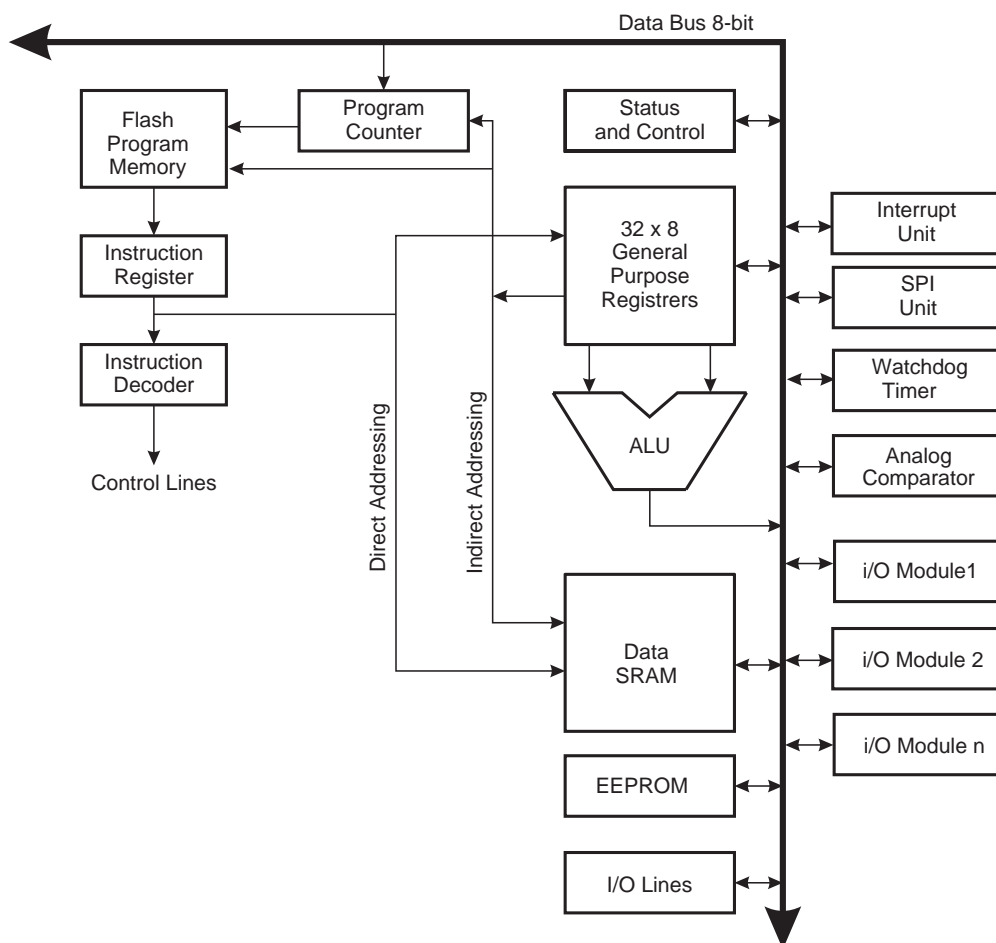 Data Bus 8-bit
Flash
Program
Memory
Program
Counter
Status
and Control
Interrupt
Unit
32 x 8
General
Purpose
Registrers
Instruction
Register
SPI
Unit
Instruction
Decoder
Watchdog
Timer
ALU
Analog
Comparator
Control Lines
Direct Addressing
Indirect Addressing
i/O Module1
Data
SRAM
i/O Module 2
i/O Module n
EEPROM
I/O Lines